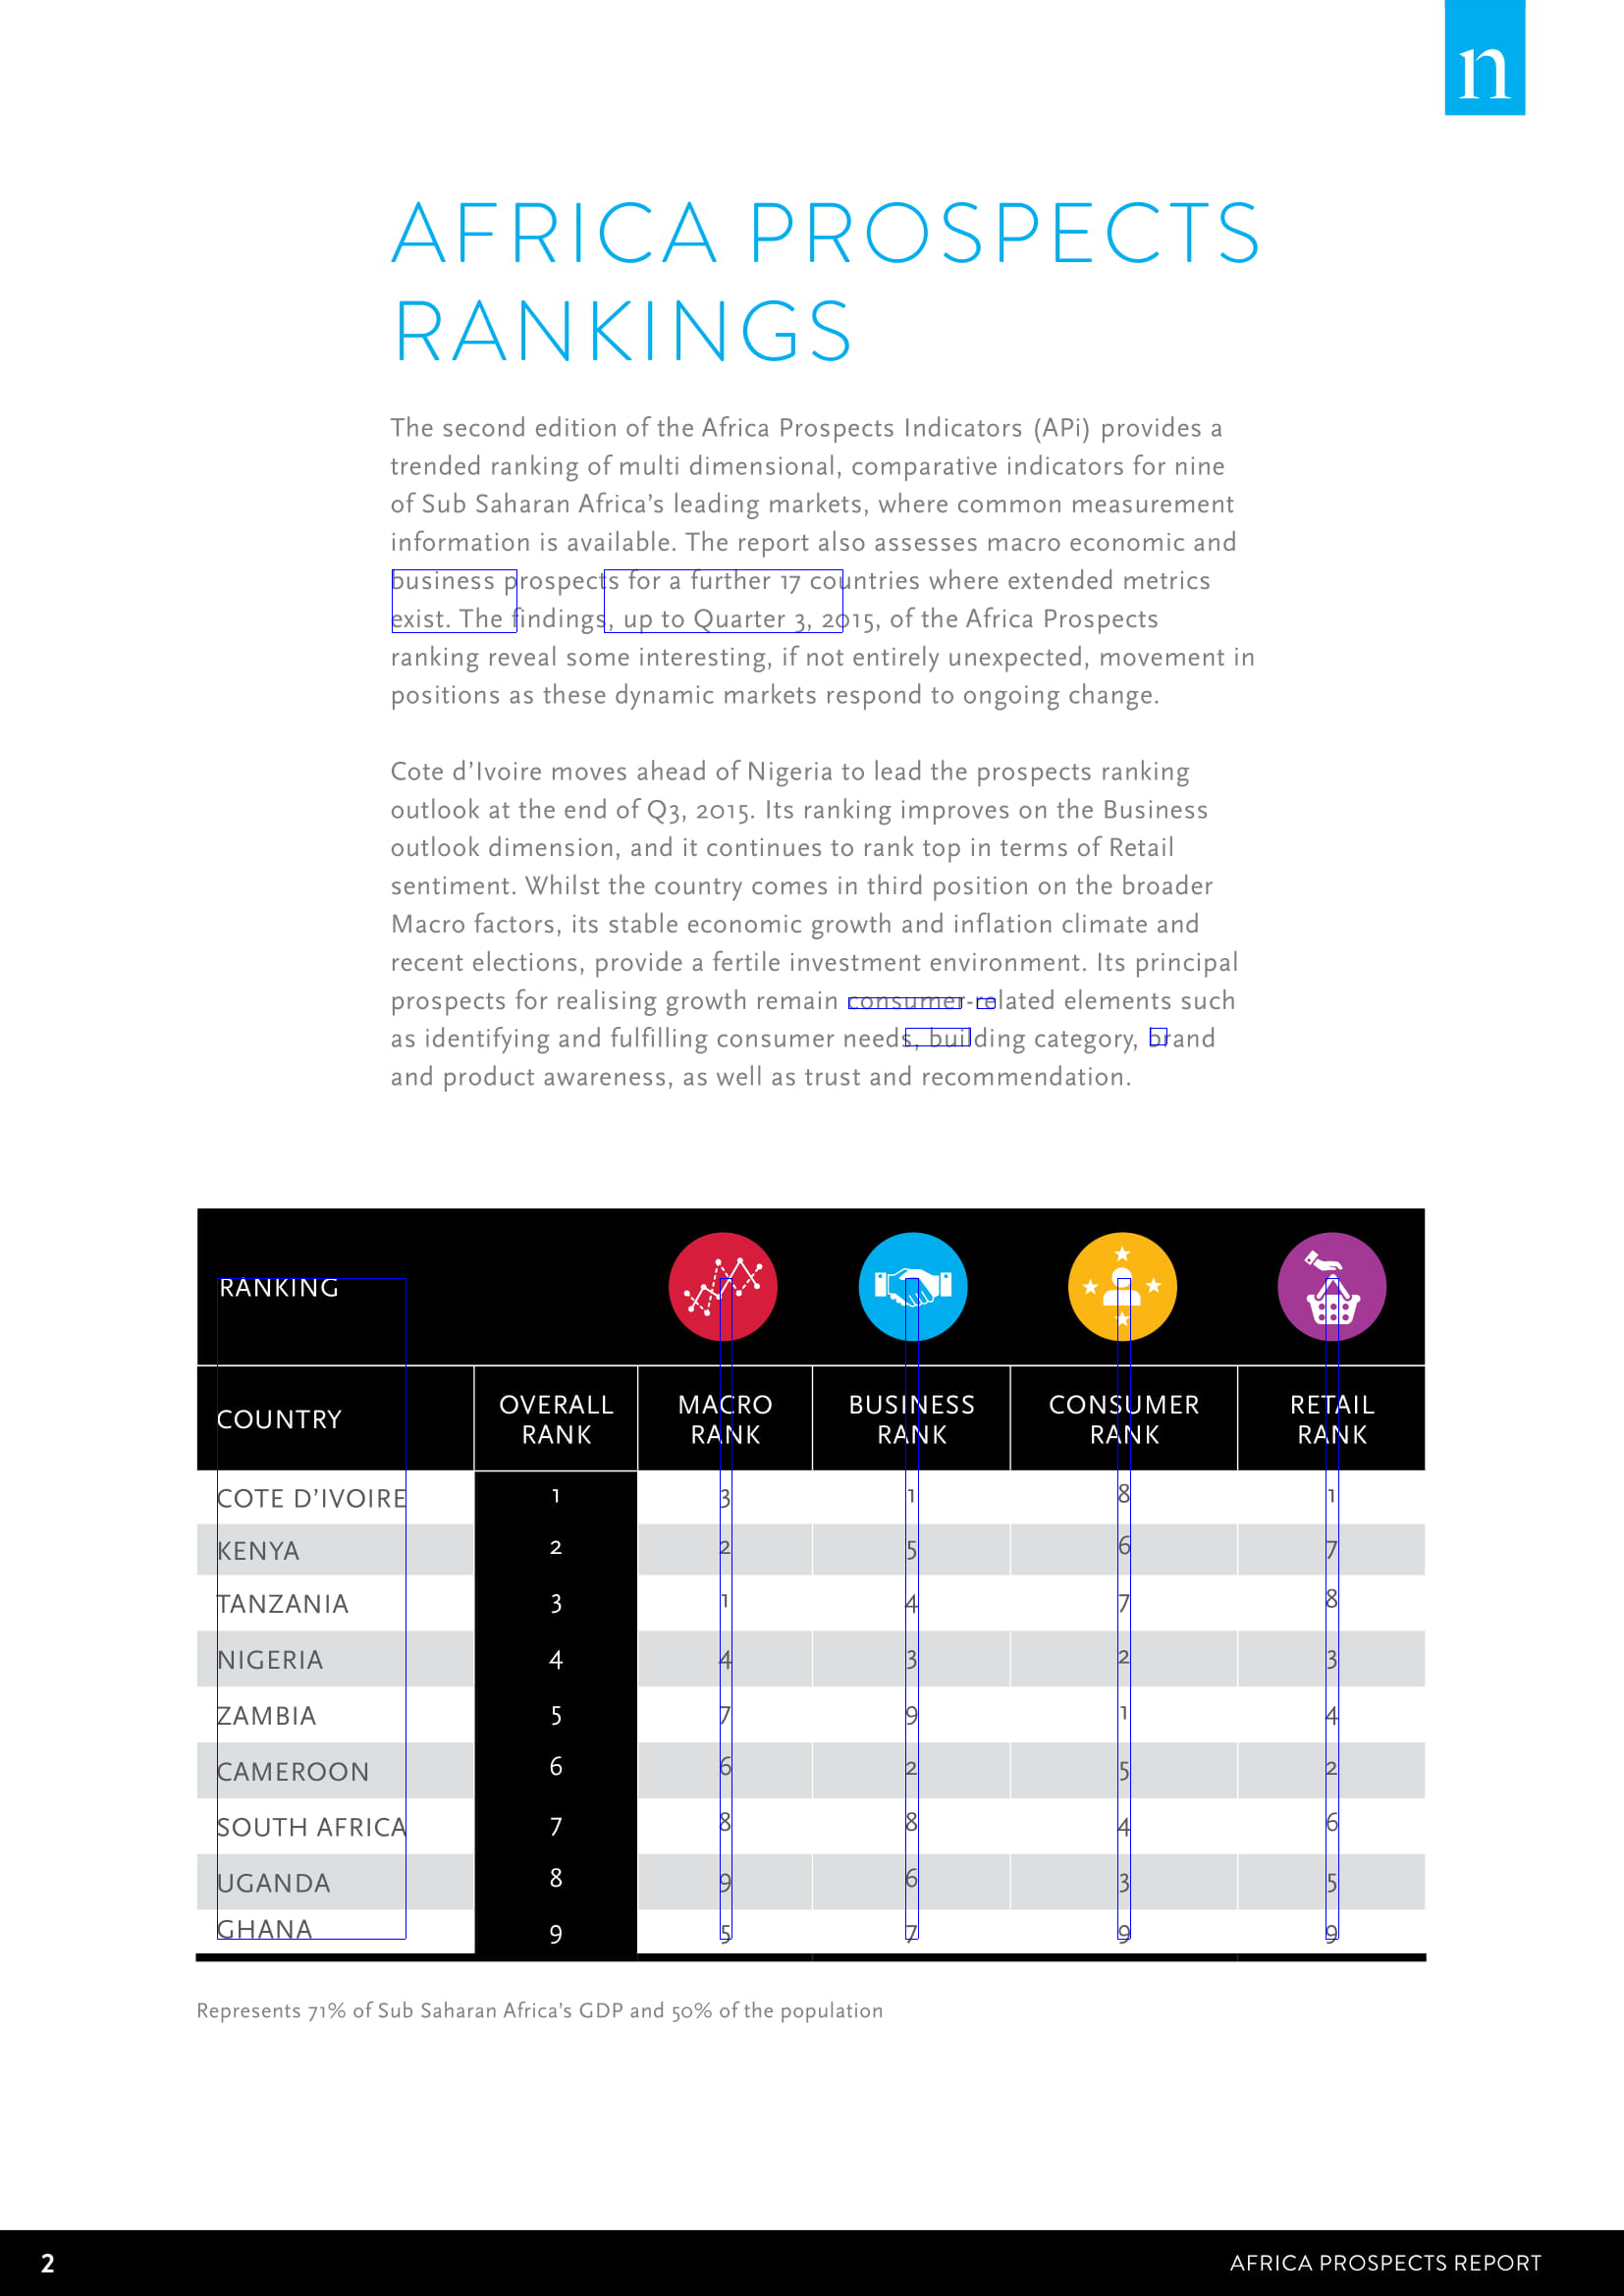 n
AFRICA PROSPECTS
RANKINGS
The second edition of the Africa Prospects Indicators (APi) provides a
trended ranking of multi dimensional, comparative indicators for nine
of Sub Saharan Africa’s leading markets, where common measurement
information is available. The report also assesses macro economic and
business prospects for a further 17 countries where extended metrics
exist. The findings, up to Quarter 3, 2015, of the Africa Prospects
ranking reveal some interesting, if not entirely unexpected, movement in
positions as these dynamic markets respond to ongoing change.
Cote d’Ivoire moves ahead of Nigeria to lead the prospects ranking
outlook at the end of Q3, 2015. Its ranking improves on the Business
outlook dimension, and it continues to rank top in terms of Retail
sentiment. Whilst the country comes in third position on the broader
Macro factors, its stable economic growth and inflation climate and
recent elections, provide a fertile investment environment. Its principal
prospects for realising growth remain consumer-related elements such
as identifying and fulfilling consumer needs, building category, brand
and product awareness, as well as trust and recommendation.
RANKING
COUNTRY OVERALL RANK MACRO RANK BUSINESS RANK CONSUMER RANK RETAIL RANK
COTE D’IVOIRE 1 3 1 8 1
KENYA 2 2 5 6 7
TANZANIA 3 1 4 7 8
NIGERIA 4 4 3 2 3
ZAMBIA 5 7 9 1 4
CAMEROON 6 6 2 5 2
SOUTH AFRICA 7 8 8 4 6
UGANDA 8 9 6 3 5
GHANA 9 5 7 9 9
Represents 71% of Sub Saharan Africa’s GDP and 50% of the population
2 AFRICA PROSPECTS REPORT